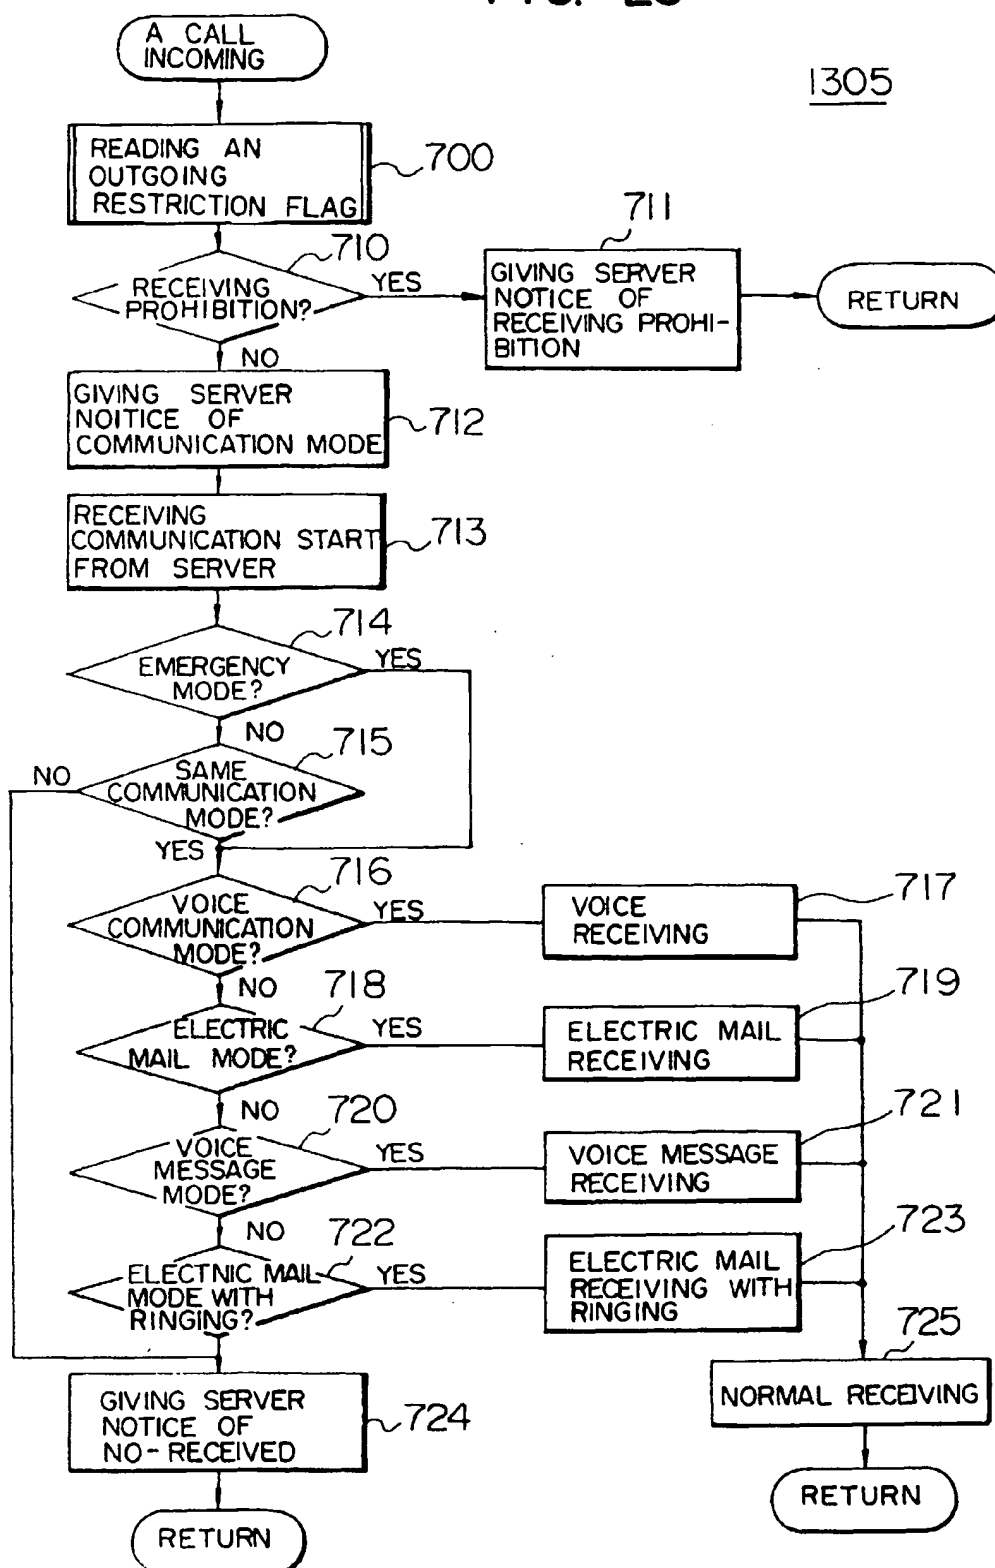 A CALL
INCOMING
1305
READING AN
OUTGOING
RESTRICTION FLAG
700
710
RECEIVING
PROHIBITION?
YES
711
GIVING SERVER
NOTICE OF
RECEIVING PROHI-
BITION
RETURN
NO
GIVING SERVER
NOITICE OF
COMMUNICATION MODE
712
RECEIVING
COMMUNICATION START
FROM SERVER
713
714
EMERGENCY
MODE?
YES
NO
715
NO
SAME
COMMUNICATION
MODE?
YES
716
VOICE
COMMUNICATION
MODE?
YES
717
VOICE
RECEIVING
NO
718
ELECTRIC
MAIL MODE?
YES
719
ELECTRIC MAIL
RECEIVING
NO
720
VOICE
MESSAGE
MODE?
YES
721
VOICE MESSAGE
RECEIVING
NO
722
ELECTNIC MAIL
MODE WITH
RINGING?
YES
723
ELECTRIC MAIL
RECEIVING WITH
RINGING
725
NORMAL RECEIVING
GIVING SERVER
NOTICE OF
NO-RECEIVED
724
RETURN
RETURN